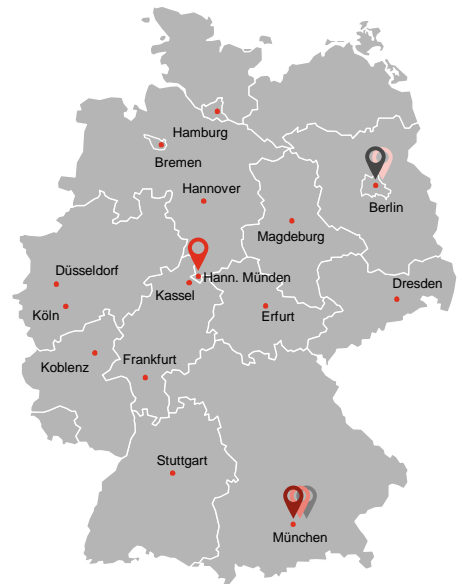 Hamburg
Bremen
Hannover
Berlin
Magdeburg
Düsseldorf
Hann. Münden
Dresden
Kassel
Köln
Erfurt
Frankfurt
Koblenz
Stuttgart
München